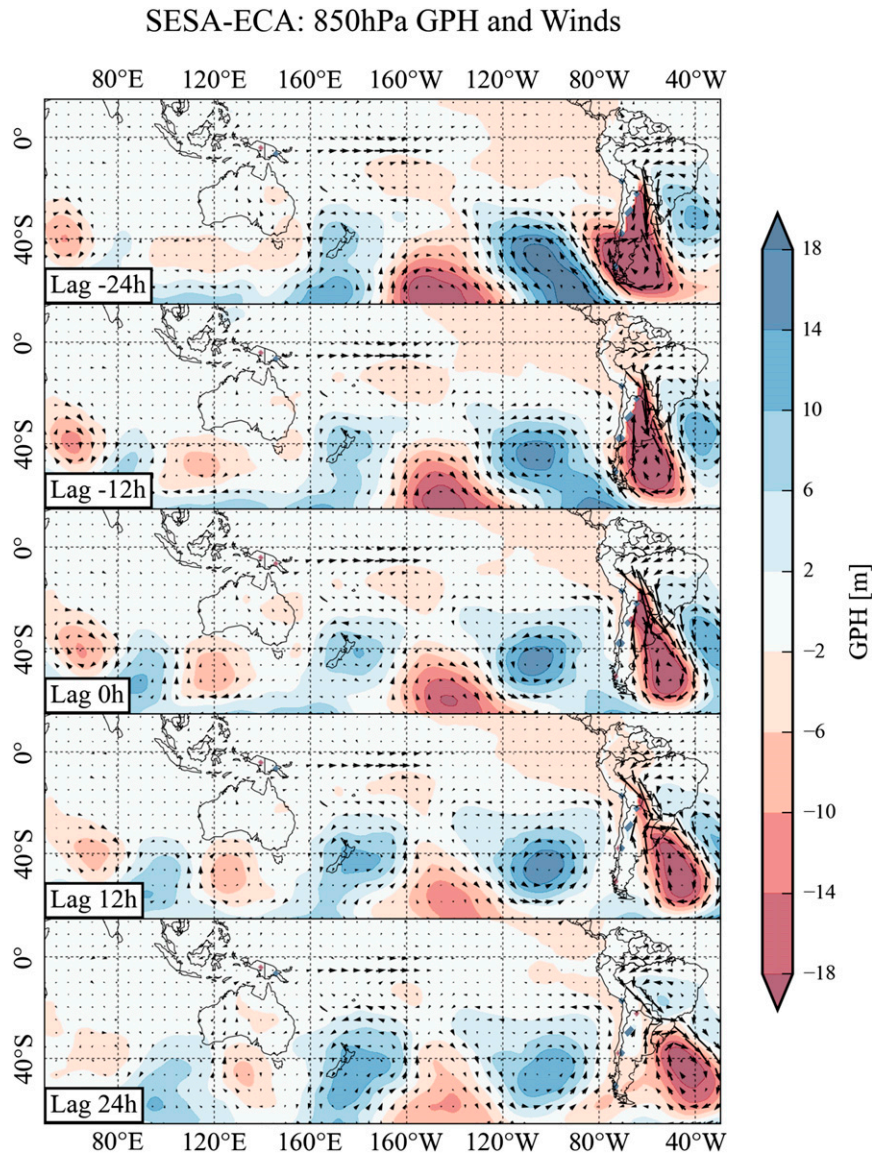 SESA-ECA: 850hPa GPH and Winds
80°E 120°E 160°E 160°W 120°W 80°W 40°W
0°
40°S
Lag -24h
0°
40°S
Lag -12h
0°
40°S
Lag 0h
0°
40°S
Lag 12h
0°
40°S
Lag 24h
80°E 120°E 160°E 160°W 120°W 80°W 40°W
18
14
10
6
2
−2
−6
−10
−14
−18
GPH [m]